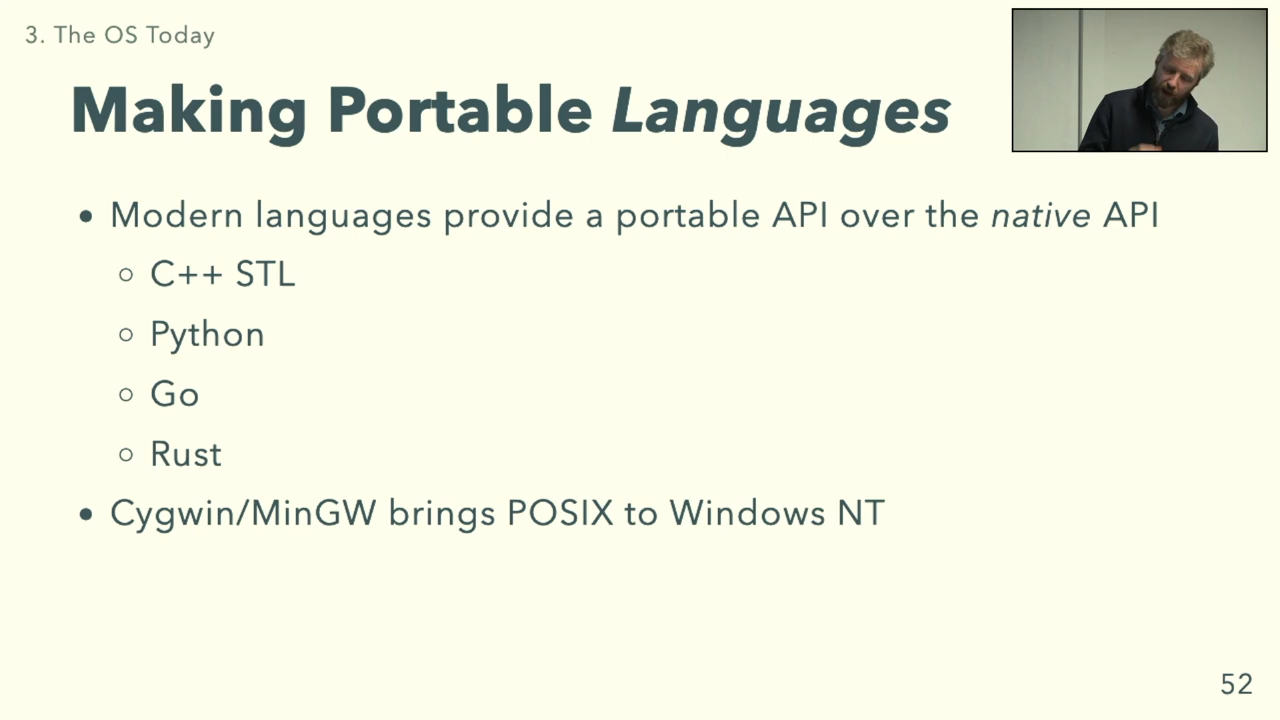 3. The OS Today
Making Portable Languages
• Modern languages provide a portable API over the native API
○ C++ STL
○ Python
○ Go
○ Rust
• Cygwin/MinGW brings POSIX to Windows NT
52